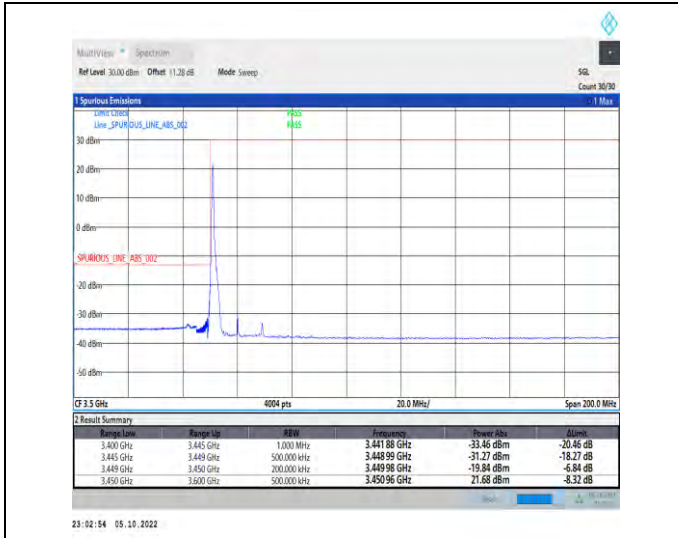 MultiView Spectrum
Ref Level 30.00 dBm Offset 11.28 dB Mode Sweep SGL
Count 30/30
1 Spurious Emissions 1 Max
Limit Check PASS
Line _SPURIOUS_LINE_ABS_002 PASS
30 dBm
20 dBm
10 dBm
0 dBm
_SPURIOUS_LINE_ABS_002
-20 dBm
-30 dBm
-40 dBm
-50 dBm
CF 3.5 GHz 4004 pts 20.0 MHz/ Span 200.0 MHz
2 Result Summary
Range Low Range Up RBW Frequency Power Abs ΔLimit
3.400 GHz 3.445 GHz 1.000 MHz 3.441 88 GHz -33.46 dBm -20.46 dB
3.445 GHz 3.449 GHz 500.000 kHz 3.448 99 GHz -31.27 dBm -18.27 dB
3.449 GHz 3.450 GHz 200.000 kHz 3.449 98 GHz -19.84 dBm -6.84 dB
3.450 GHz 3.600 GHz 500.000 kHz 3.450 96 GHz 21.68 dBm -8.32 dB
23:02:54 05.10.2022